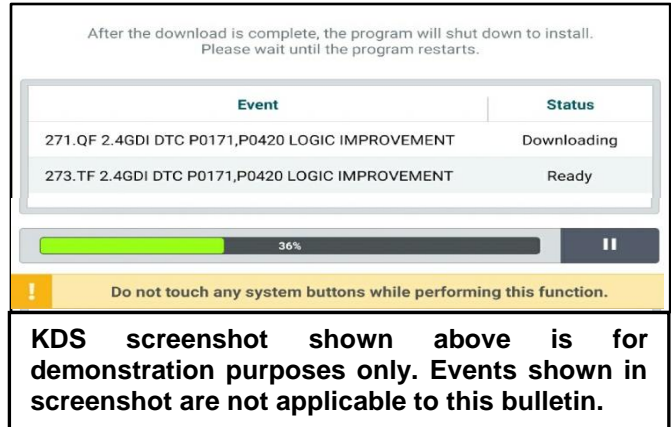 After the download is complete, the program will shut down to install.
Please wait until the program restarts.
Event Status
271.QF 2.4GDI DTC P0171,P0420 LOGIC IMPROVEMENT Downloading
273.TF 2.4GDI DTC P0171,P0420 LOGIC IMPROVEMENT Ready
36%
! Do not touch any system buttons while performing this function.
KDS screenshot shown above is for
demonstration purposes only. Events shown in
screenshot are not applicable to this bulletin.